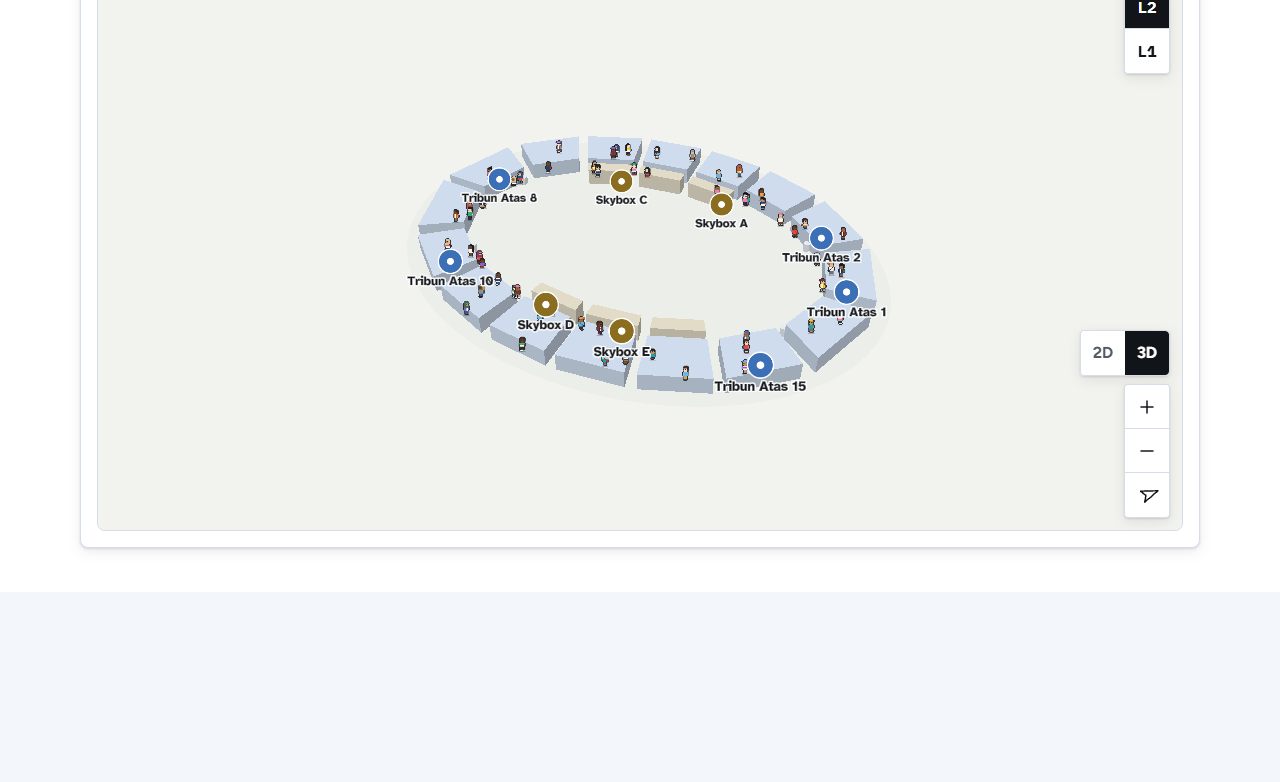 L2
L1
Tribun Atas 8
Skybox C
Skybox A
Tribun Atas 2
Tribun Atas 10
Tribun Atas 1
Skybox D
Skybox E
2D
3D
Tribun Atas 15